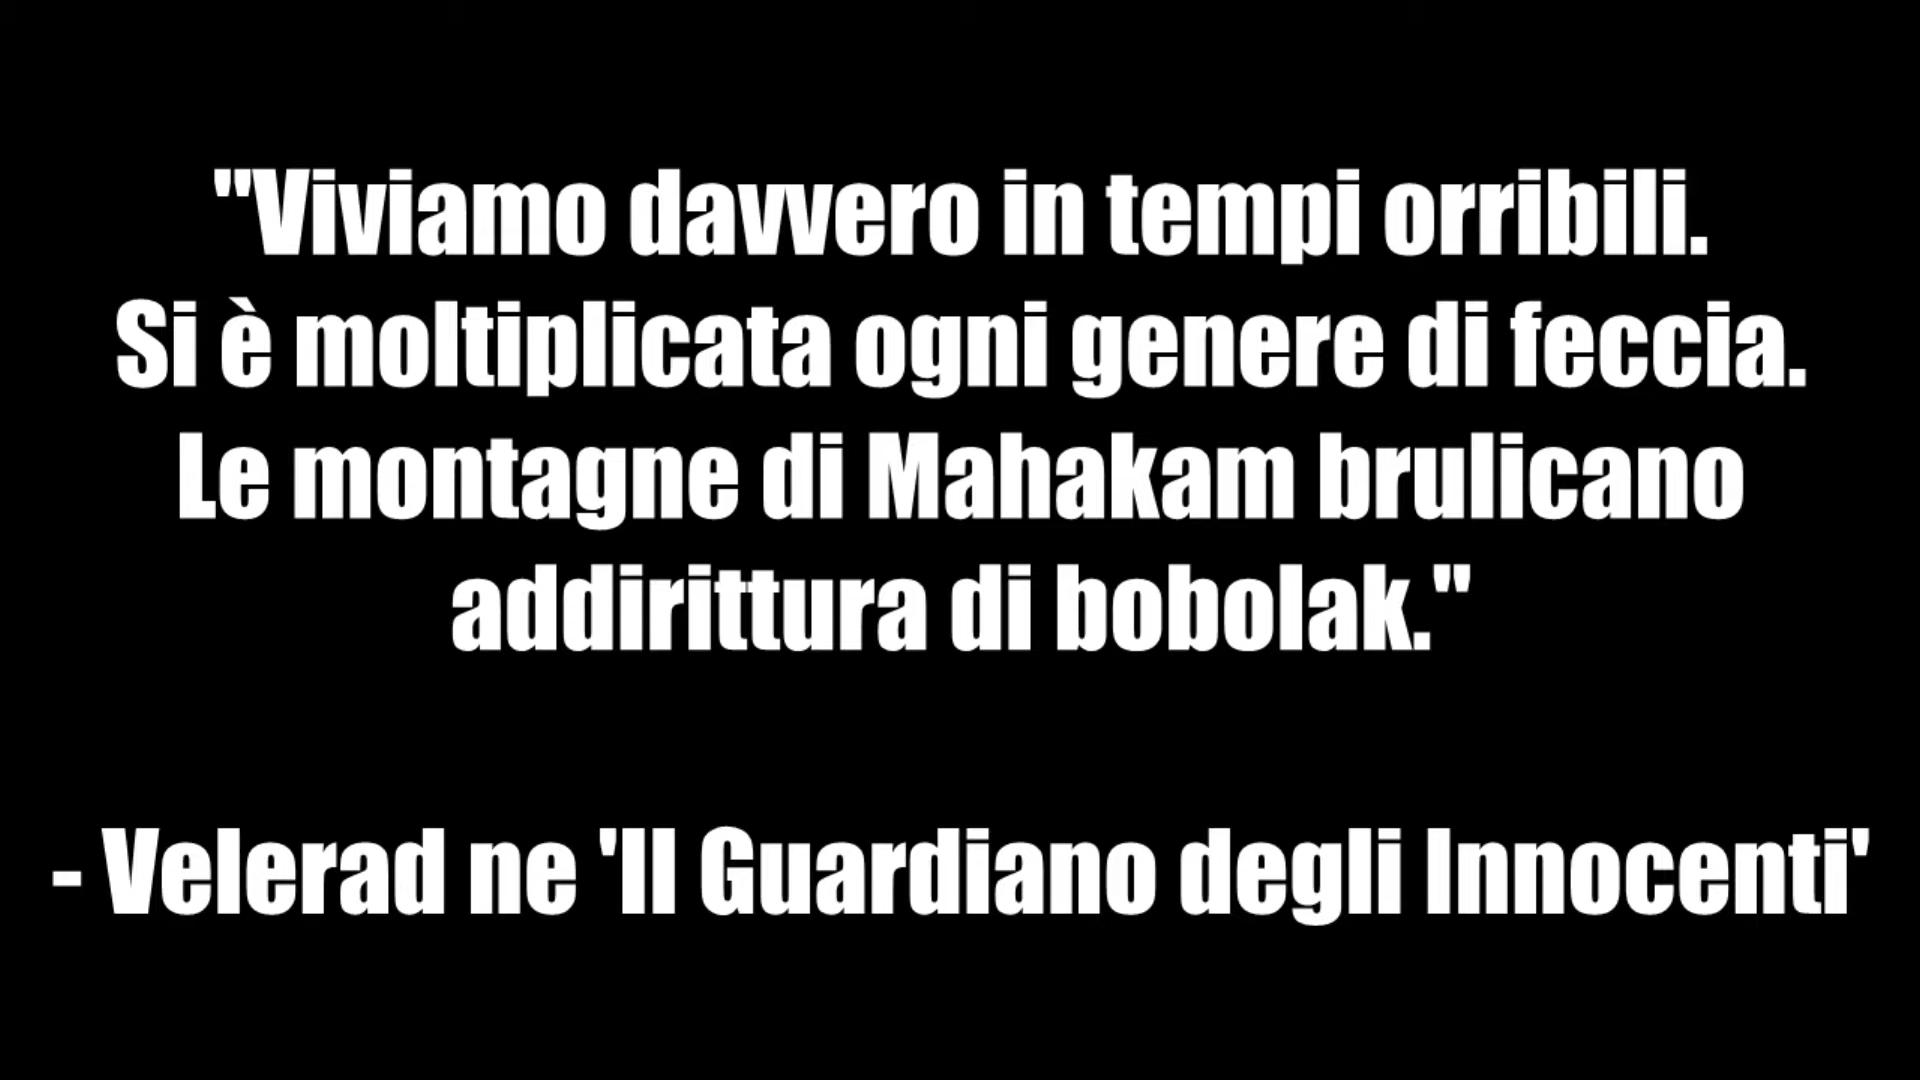 "Viviamo davvero in tempi orribili.
Si è moltiplicata ogni genere di feccia.
Le montagne di Mahakam brulicano
addirittura di bobolak."
- Velerad ne 'Il Guardiano degli Innocenti'